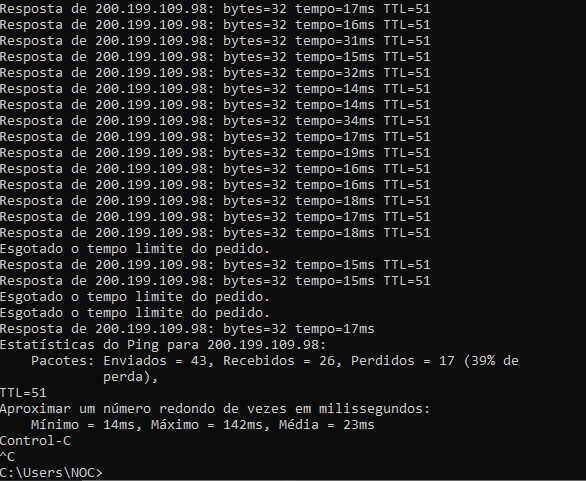 Resposta de 200.199.109.98: bytes=32 tempo=17ms TTL=51
Resposta de 200.199.109.98: bytes=32 tempo=16ms TTL=51
Resposta de 200.199.109.98: bytes=32 tempo=31ms TTL=51
Resposta de 200.199.109.98: bytes=32 tempo=15ms TTL=51
Resposta de 200.199.109.98: bytes=32 tempo=32ms TTL=51
Resposta de 200.199.109.98: bytes=32 tempo=14ms TTL=51
Resposta de 200.199.109.98: bytes=32 tempo=14ms TTL=51
Resposta de 200.199.109.98: bytes=32 tempo=34ms TTL=51
Resposta de 200.199.109.98: bytes=32 tempo=17ms TTL=51
Resposta de 200.199.109.98: bytes=32 tempo=19ms TTL=51
Resposta de 200.199.109.98: bytes=32 tempo=16ms TTL=51
Resposta de 200.199.109.98: bytes=32 tempo=16ms TTL=51
Resposta de 200.199.109.98: bytes=32 tempo=18ms TTL=51
Resposta de 200.199.109.98: bytes=32 tempo=17ms TTL=51
Resposta de 200.199.109.98: bytes=32 tempo=18ms TTL=51
Esgotado o tempo limite do pedido.
Resposta de 200.199.109.98: bytes=32 tempo=15ms TTL=51
Resposta de 200.199.109.98: bytes=32 tempo=15ms TTL=51
Esgotado o tempo limite do pedido.
Esgotado o tempo limite do pedido.
Resposta de 200.199.109.98: bytes=32 tempo=17ms
Estatísticas do Ping para 200.199.109.98:
Pacotes: Enviados = 43, Recebidos = 26, Perdidos = 17 (39% de
perda),
TTL=51
Aproximar um número redondo de vezes em milissegundos:
Mínimo = 14ms, Máximo = 142ms, Média = 23ms
Control-C
^C
C:\Users\NOC>